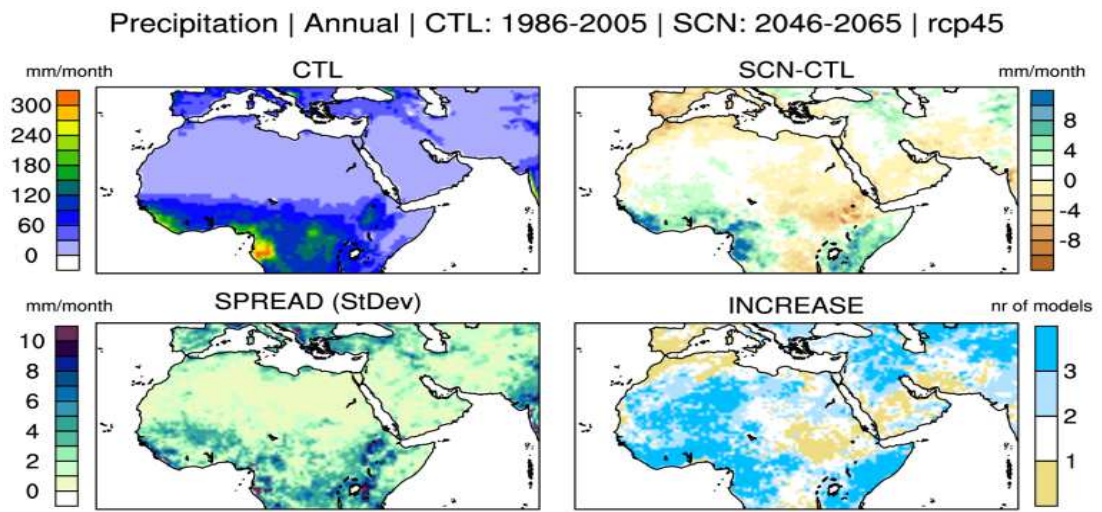 Precipitation | Annual | CTL: 1986-2005 | SCN: 2046-2065 | rcp45
mm/month
CTL
300
240
180
120
60
0
SCN-CTL
mm/month
8
4
0
-4
-8
mm/month
SPREAD (StDev)
10
8
6
4
2
0
INCREASE
nr of models
3
2
1